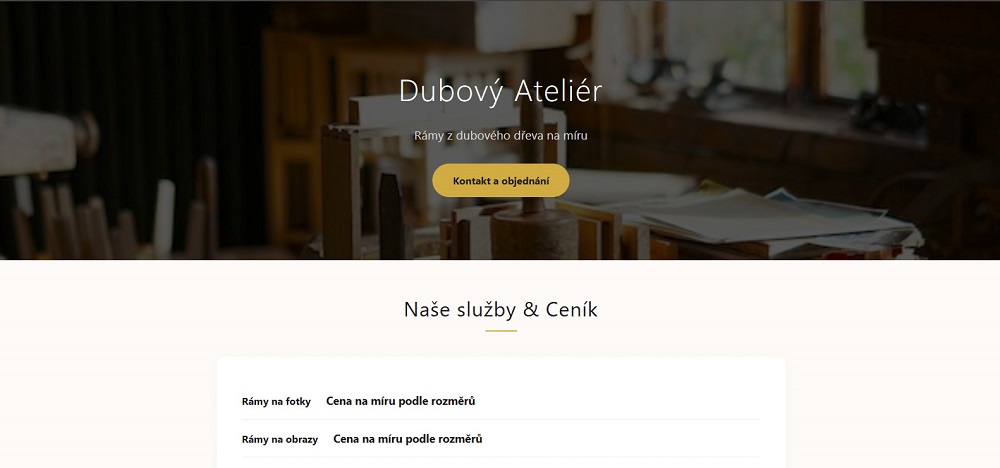 Dubový Ateliér
Rámy z dubového dřeva na míru
Kontakt a objednání
Naše služby & Ceník
Rámy na fotky Cena na míru podle rozměrů
Rámy na obrazy Cena na míru podle rozměrů